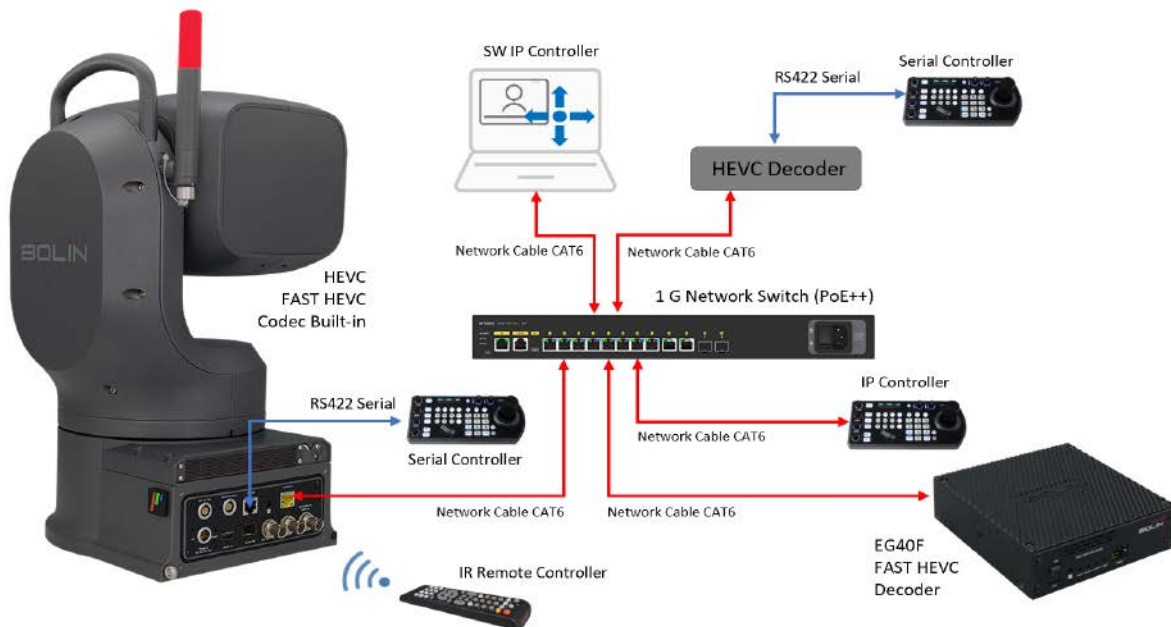 SW IP Controller
Serial Controller
RS422 Serial
HEVC Decoder
BOLIN
HEVC
FAST HEVC
Codec Built-in
Network Cable CAT6
Network Cable CAT6
1 G Network Switch (PoE++)
RS422 Serial
Serial Controller
IP Controller
Network Cable CAT6
Network Cable CAT6
Network Cable CAT6
BOLIN
EG40F
FAST HEVC
Decoder
IR Remote Controller